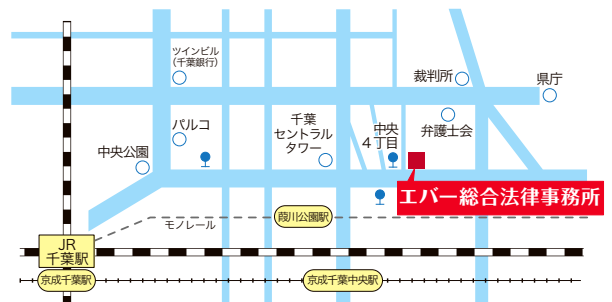 ツインビル
(千葉銀行)
裁判所
県庁
パルコ
千葉
セントラル
タワー
中央
4丁目
弁護士会
中央公園
エバー総合法律事務所
葭川公園駅
モノレール
JR
千葉駅
京成千葉駅
京成千葉中央駅